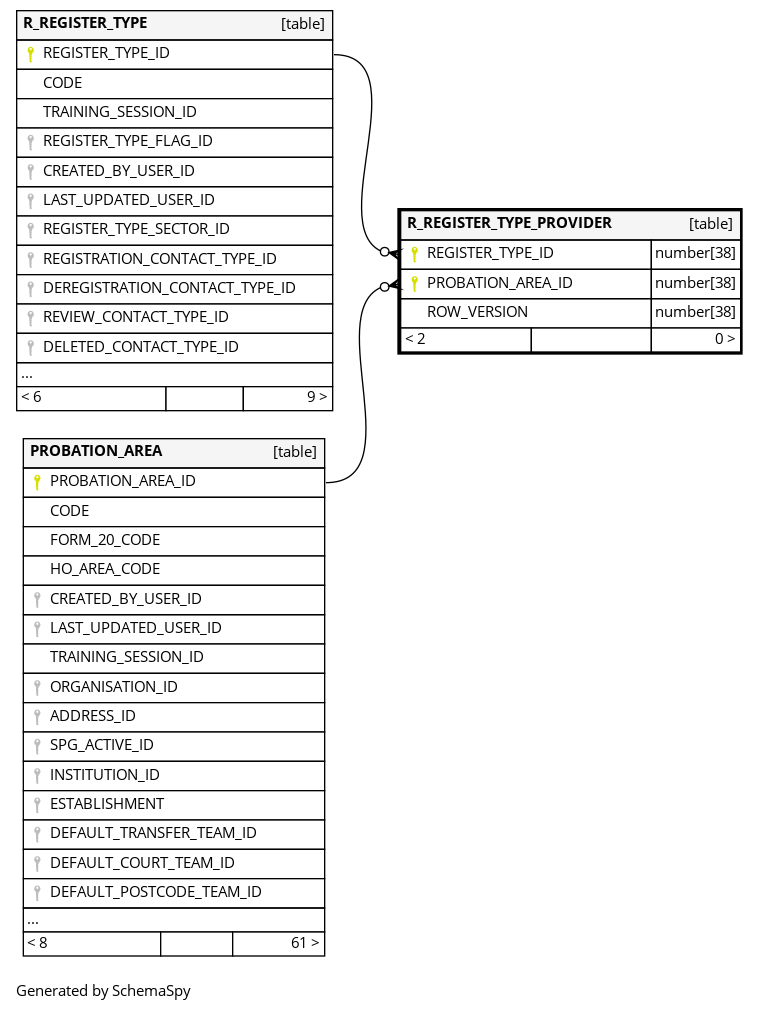 R_REGISTER_TYPE [table]
REGISTER_TYPE_ID
CODE
TRAINING_SESSION_ID
REGISTER_TYPE_FLAG_ID
CREATED_BY_USER_ID
LAST_UPDATED_USER_ID
REGISTER_TYPE_SECTOR_ID
REGISTRATION_CONTACT_TYPE_ID
DEREGISTRATION_CONTACT_TYPE_ID
REVIEW_CONTACT_TYPE_ID
DELETED_CONTACT_TYPE_ID
...
< 6 9 >
R_REGISTER_TYPE_PROVIDER [table]
REGISTER_TYPE_ID number[38]
PROBATION_AREA_ID number[38]
ROW_VERSION number[38]
< 2 0 >
PROBATION_AREA [table]
PROBATION_AREA_ID
CODE
FORM_20_CODE
HO_AREA_CODE
CREATED_BY_USER_ID
LAST_UPDATED_USER_ID
TRAINING_SESSION_ID
ORGANISATION_ID
ADDRESS_ID
SPG_ACTIVE_ID
INSTITUTION_ID
ESTABLISHMENT
DEFAULT_TRANSFER_TEAM_ID
DEFAULT_COURT_TEAM_ID
DEFAULT_POSTCODE_TEAM_ID
...
< 8 61 >
Generated by SchemaSpy